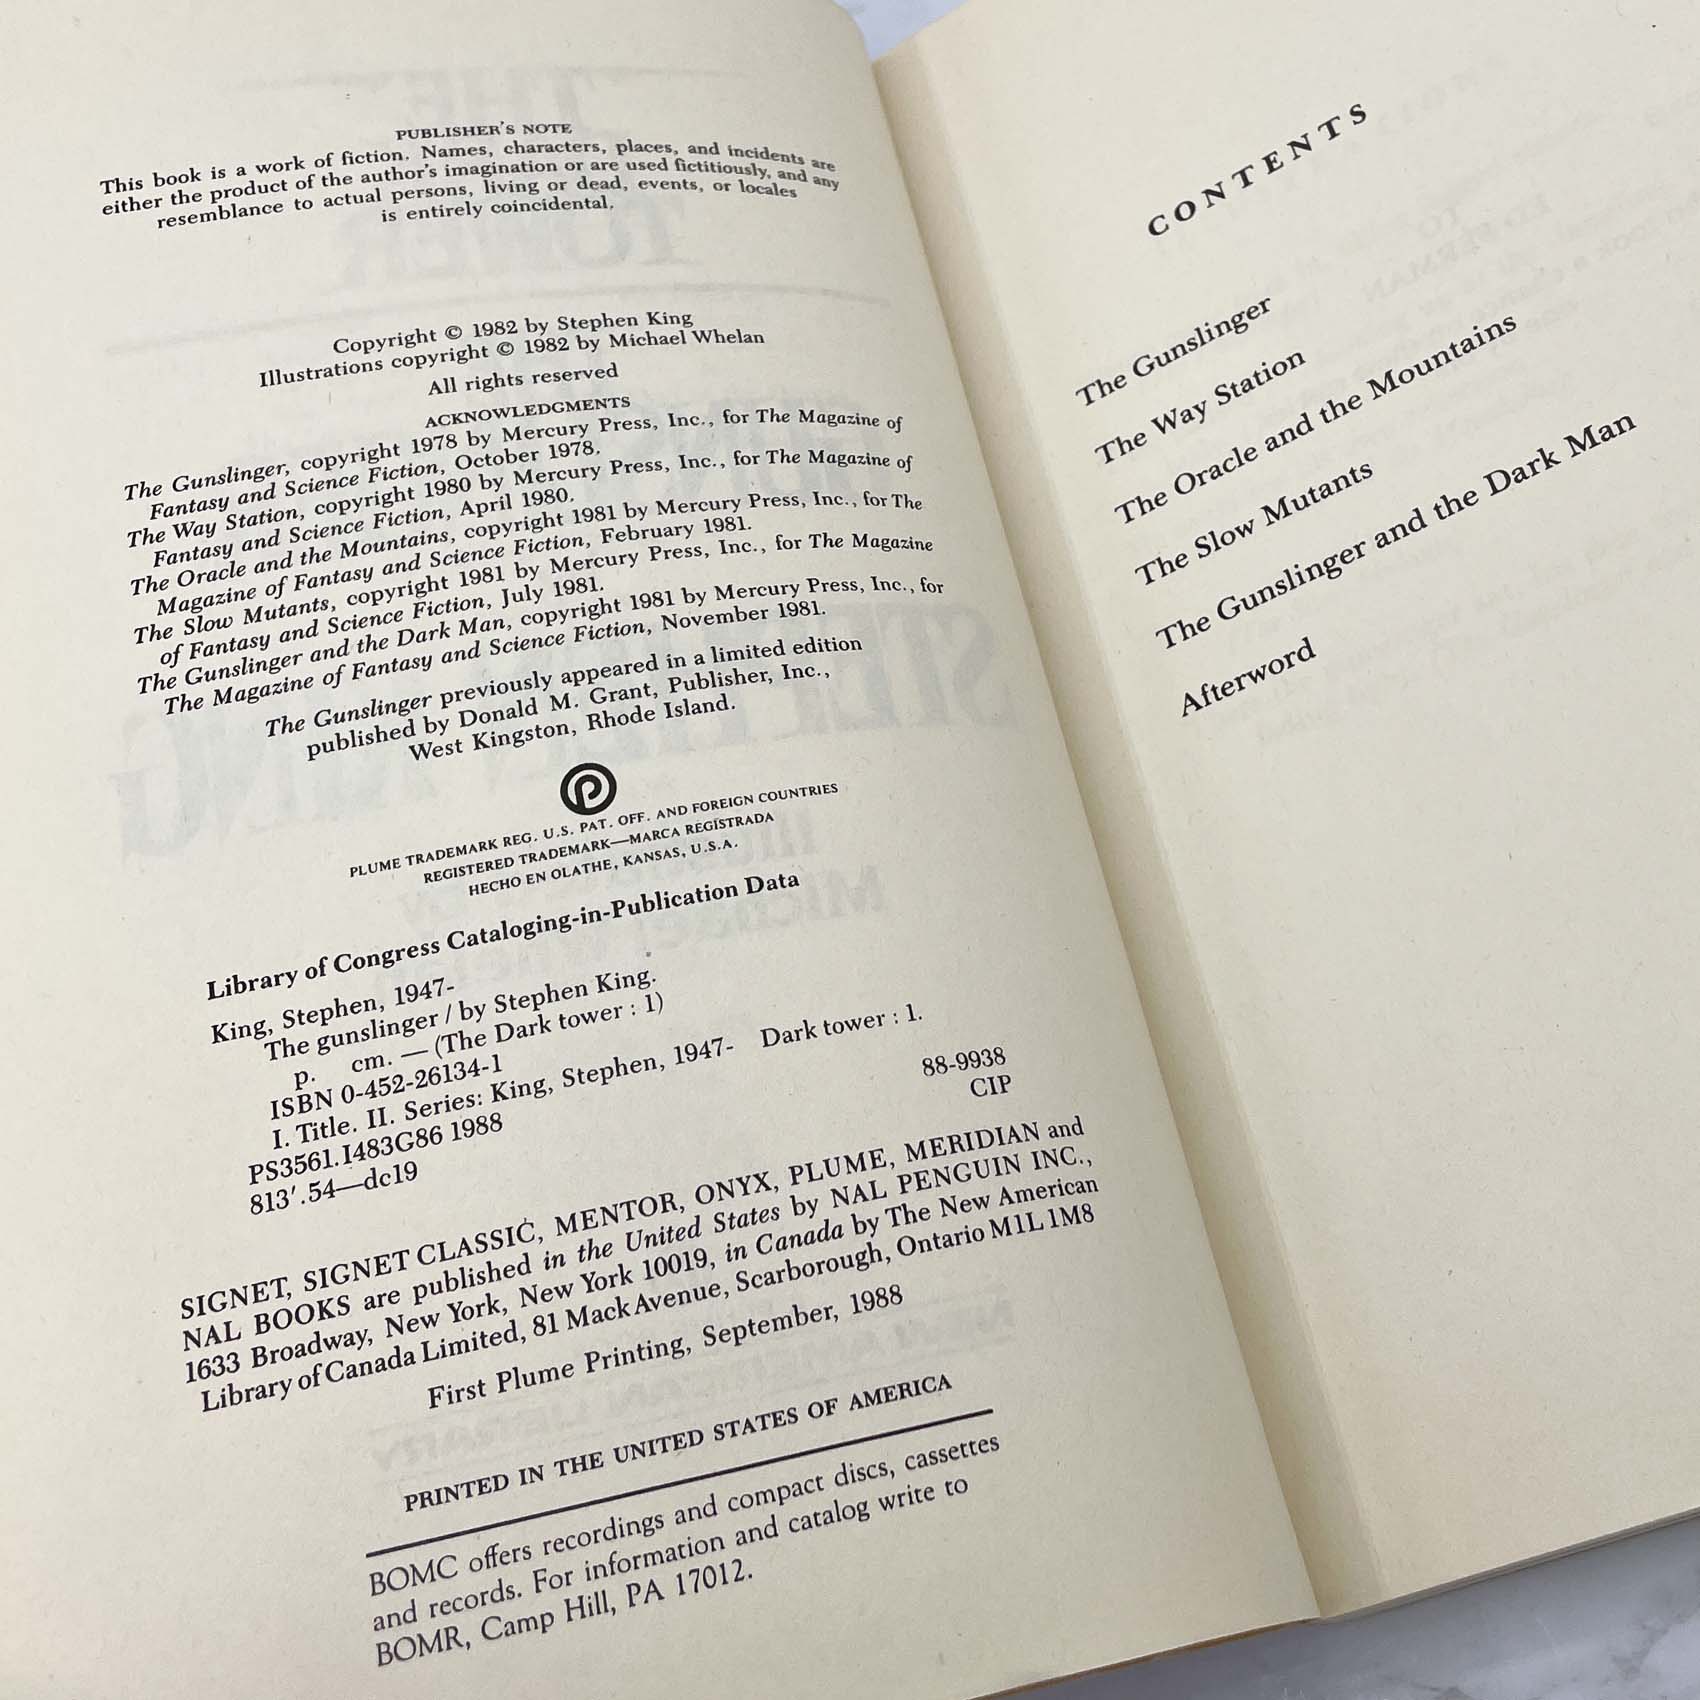 PUBLISHER'S NOTE
This book is a work of fiction. Names, characters, places, and incidents are
either the product of the author's imagination or are used fictitiously, and any
resemblance to actual persons, living or dead, events, or locales
is entirely coincidental.
Copyright © 1982 by Stephen King
Illustrations copyright © 1982 by Michael Whelan
All rights reserved
ACKNOWLEDGMENTS
The Gunslinger, copyright 1978 by Mercury Press, Inc., for The Magazine of
Fantasy and Science Fiction, October 1978.
The Way Station, copyright 1980 by Mercury Press, Inc., for The Magazine of
Fantasy and Science Fiction, April 1980.
The Oracle and the Mountains, copyright 1981 by Mercury Press, Inc., for The
Magazine of Fantasy and Science Fiction, February 1981.
The Slow Mutants, copyright 1981 by Mercury Press, Inc., for The Magazine
of Fantasy and Science Fiction, July 1981.
The Gunslinger and the Dark Man, copyright 1981 by Mercury Press, Inc., for
The Magazine of Fantasy and Science Fiction, November 1981.
The Gunslinger previously appeared in a limited edition
published by Donald M. Grant, Publisher, Inc.,
West Kingston, Rhode Island.
PLUME TRADEMARK REG. U.S. PAT. OFF. AND FOREIGN COUNTRIES
REGISTERED TRADEMARK—MARCA REGISTRADA
HECHO EN OLATHE, KANSAS, U.S.A.
Library of Congress Cataloging-in-Publication Data
King, Stephen, 1947-
The gunslinger / by Stephen King.
p. cm. — (The Dark tower : 1)
ISBN 0-452-26134-1
I. Title. II. Series: King, Stephen, 1947- Dark tower : 1.
PS3561.I483G86 1988
813'.54—dc19
88-9938
CIP
SIGNET, SIGNET CLASSIC, MENTOR, ONYX, PLUME, MERIDIAN and
NAL BOOKS are published in the United States by NAL PENGUIN INC.,
1633 Broadway, New York, New York 10019, in Canada by The New American
Library of Canada Limited, 81 Mack Avenue, Scarborough, Ontario M1L 1M8
First Plume Printing, September, 1988
PRINTED IN THE UNITED STATES OF AMERICA
BOMC offers recordings and compact discs, cassettes
and records. For information and catalog write to
BOMR, Camp Hill, PA 17012.
CONTENTS
The Gunslinger
The Way Station
The Oracle and the Mountains
The Slow Mutants
The Gunslinger and the Dark Man
Afterword